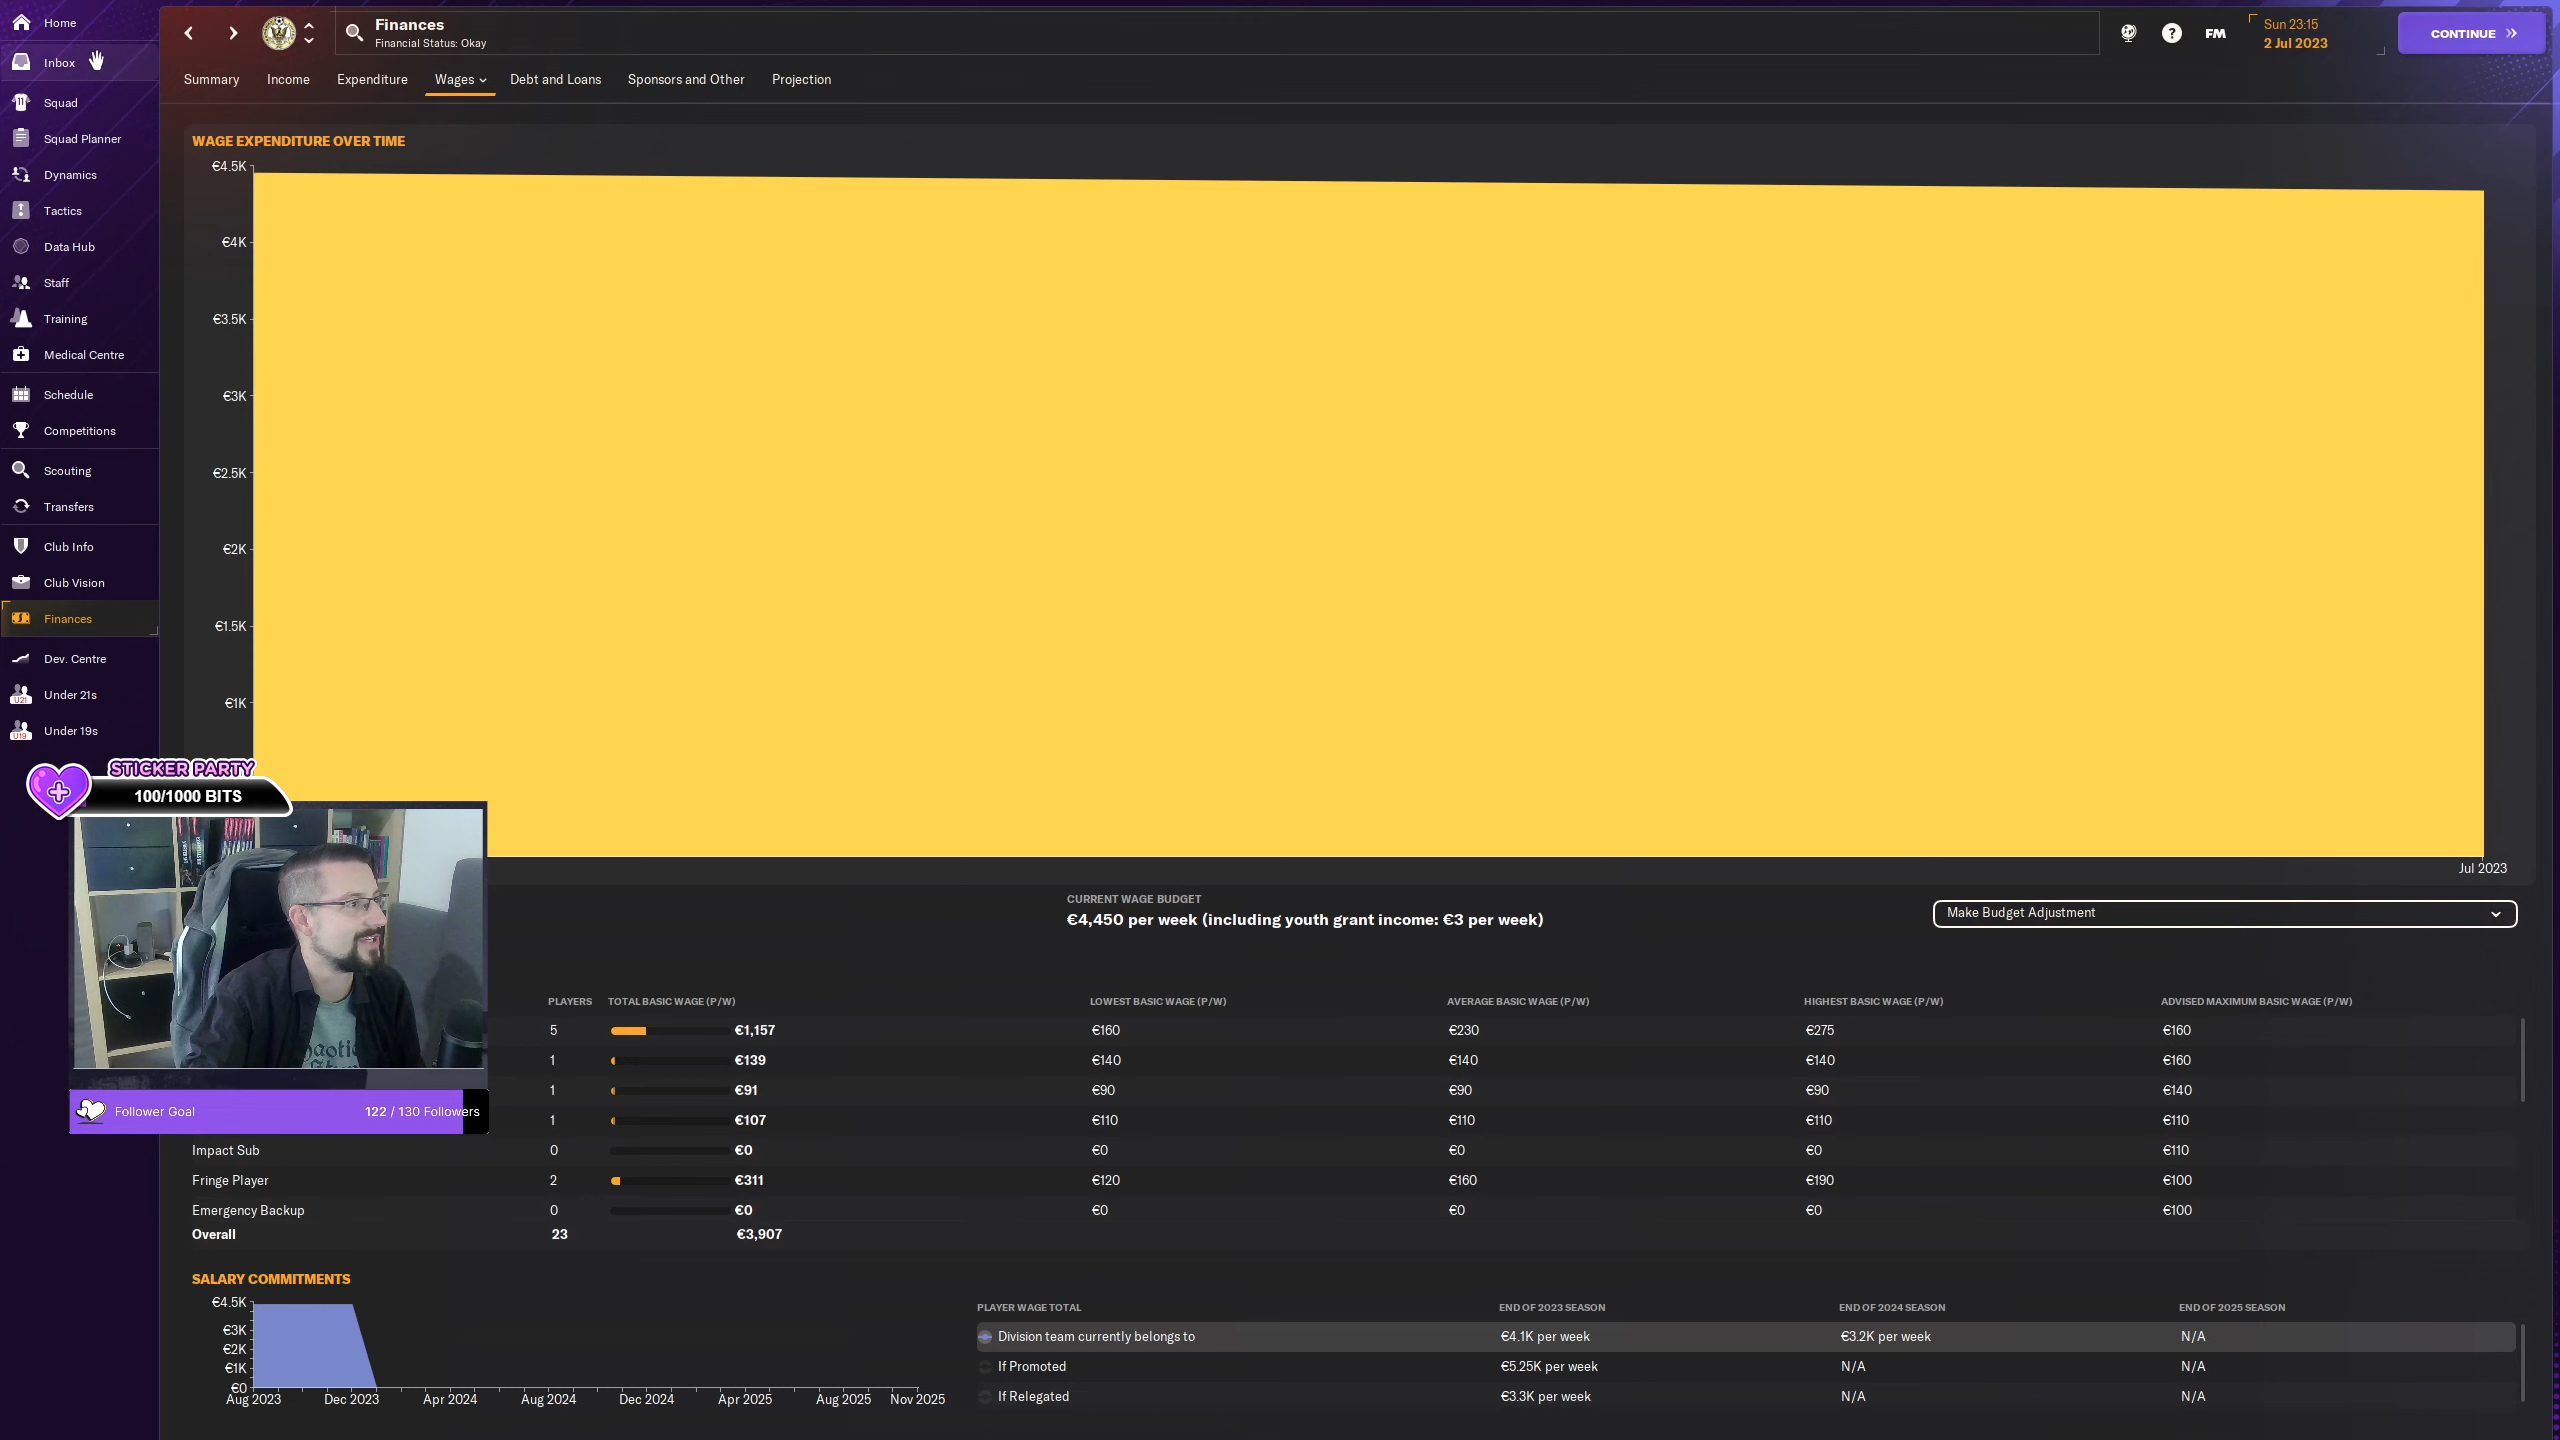 Home
Inbox
Squad
Squad Planner
Dynamics
Tactics
Data Hub
Staff
Training
Medical Centre
Schedule
Competitions
Scouting
Transfers
Club Info
Club Vision
Finances
Dev. Centre
U21
Under 21s
U19
Under 19s
Finances
Financial Status: Okay
FM
Sun 23:15
2 Jul 2023
CONTINUE
Summary
Income
Expenditure
Wages
Debt and Loans
Sponsors and Other
Projection
WAGE EXPENDITURE OVER TIME
€4.5K
€4K
€3.5K
€3K
€2.5K
€2K
€1.5K
€1K
Jul 2023
STICKER PARTY
100/1000 BITS
Follower Goal 122 / 130 Followers
CURRENT WAGE BUDGET
€4,450 per week (including youth grant income: €3 per week)
Make Budget Adjustment
PLAYERS TOTAL BASIC WAGE (P/W) LOWEST BASIC WAGE (P/W) AVERAGE BASIC WAGE (P/W) HIGHEST BASIC WAGE (P/W) ADVISED MAXIMUM BASIC WAGE (P/W)
5 €1,157 €160 €230 €275 €160
1 €139 €140 €140 €140 €160
1 €91 €90 €90 €90 €140
1 €107 €110 €110 €110 €110
Impact Sub 0 €0 €0 €0 €0 €110
Fringe Player 2 €311 €120 €160 €190 €100
Emergency Backup 0 €0 €0 €0 €0 €100
Overall 23 €3,907
SALARY COMMITMENTS
€4.5K
€3K
€2K
€1K
€0
Aug 2023 Dec 2023 Apr 2024 Aug 2024 Dec 2024 Apr 2025 Aug 2025 Nov 2025
PLAYER WAGE TOTAL END OF 2023 SEASON END OF 2024 SEASON END OF 2025 SEASON
Division team currently belongs to €4.1K per week €3.2K per week N/A
If Promoted €5.25K per week N/A N/A
If Relegated €3.3K per week N/A N/A